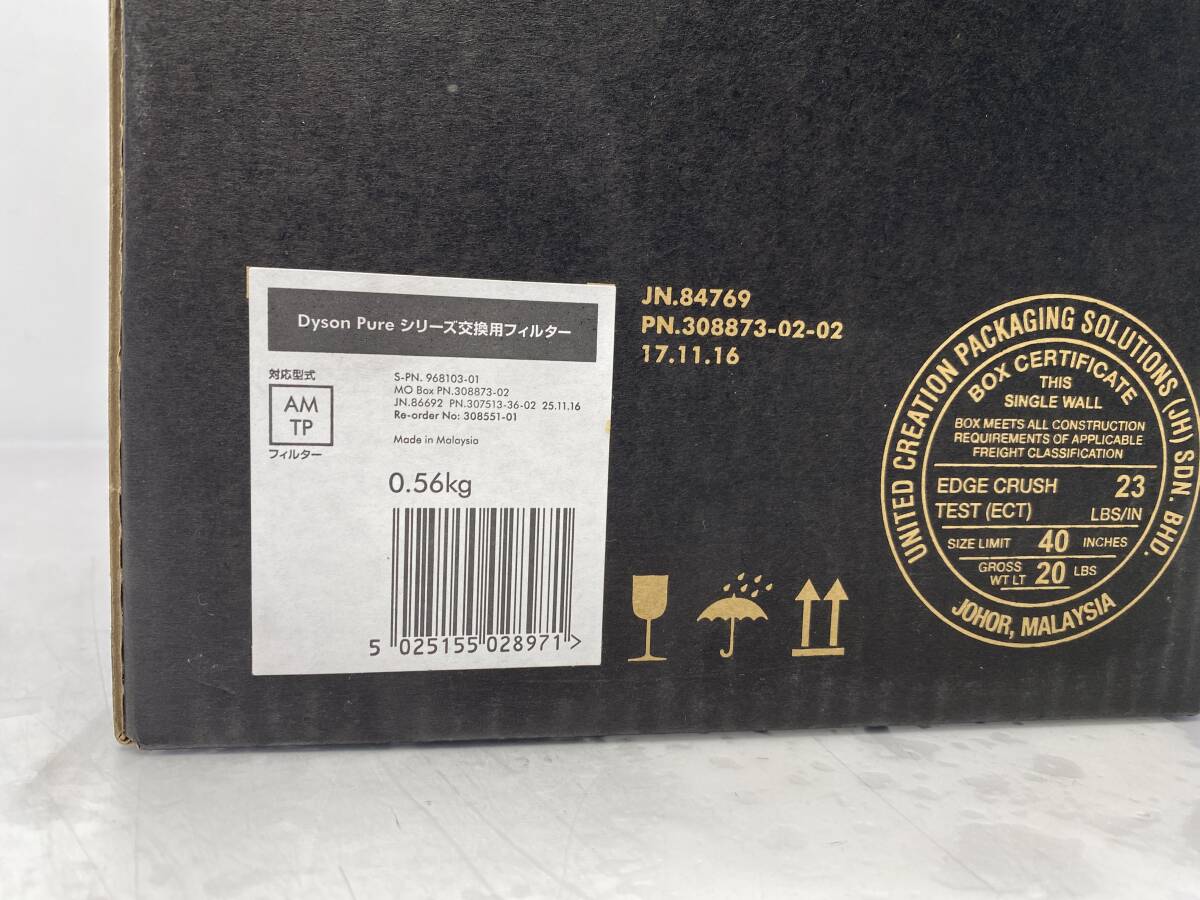 Dyson Pure シリーズ交換用フィルター
対応型式
AM
TP
フィルター
S-PN. 968103-01
MO Box PN.308873-02
JN.86692 PN.307513-36-02 25.11.16
Re-order No: 308551-01
Made in Malaysia
0.56kg
5 025155 028971 >
JN.84769
PN.308873-02-02
17.11.16
UNITED CREATION PACKAGING SOLUTIONS (JH) SDN. BHD.
BOX CERTIFICATE
THIS
SINGLE WALL
BOX MEETS ALL CONSTRUCTION
REQUIREMENTS OF APPLICABLE
FREIGHT CLASSIFICATION
EDGE CRUSH 23
TEST (ECT) LBS/IN
SIZE LIMIT 40 INCHES
GROSS
WT LT 20 LBS
JOHOR, MALAYSIA